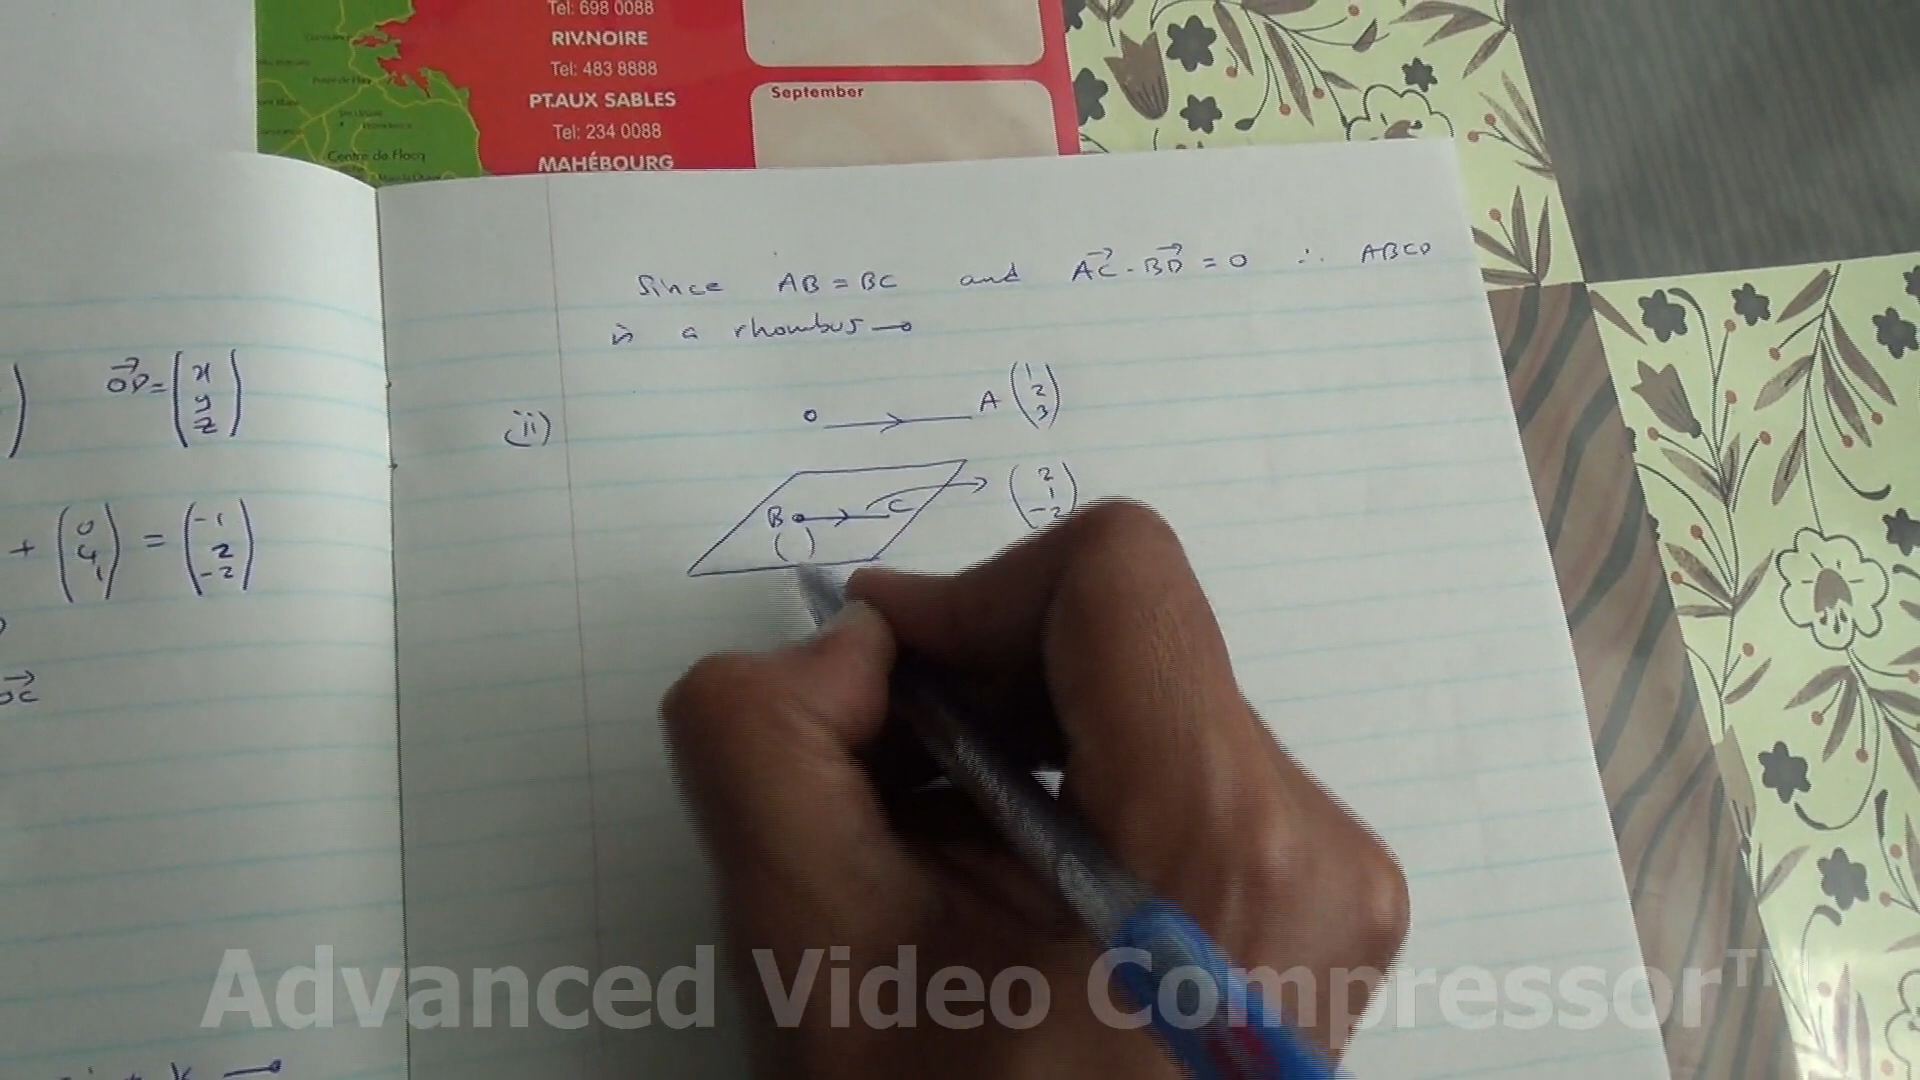 Tel: 698 0088
RIV.NOIRE
Tel: 483 8888
PT.AUX SABLES
Tel: 234 0088
MAHÉBOURG
September
Centre de Flacq
Since AB = BC and AC . BD = 0 ∴ ABCD
is a rhombus
(ii)
O A ( 1 2 3 )
B C ( 2 1 -2 )
( )
OD = ( x y z )
+ ( 0 4 1 ) = ( -1 2 -2 )
OC
Advanced Video Compressor™